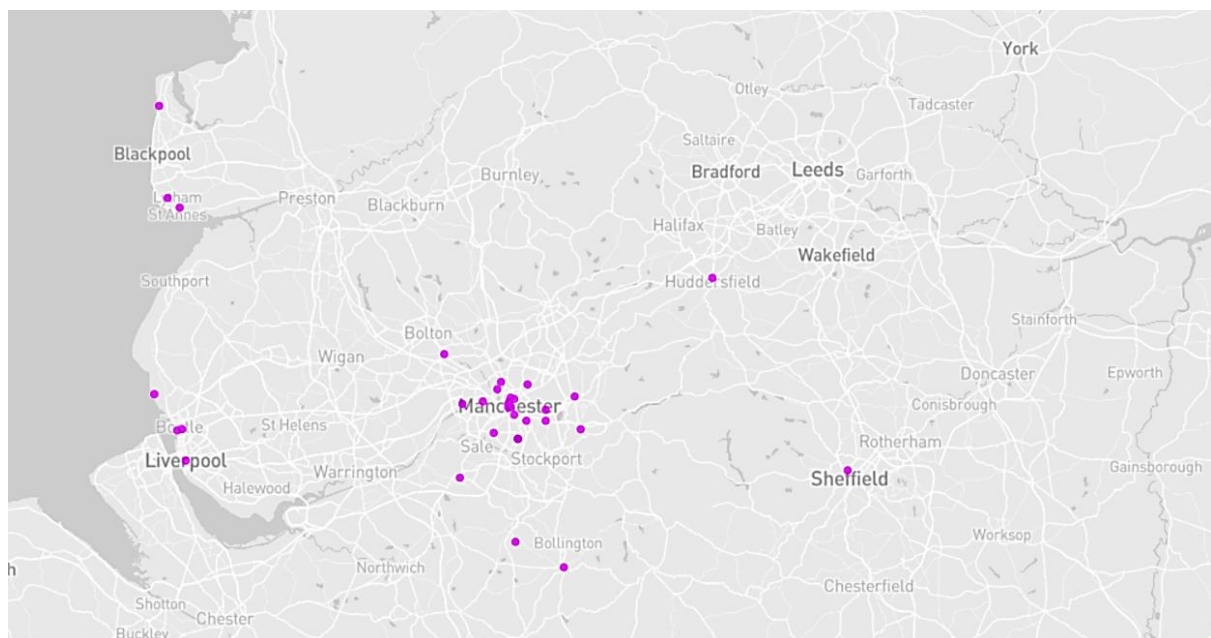 York
Otley
Tadcaster
Saltaire
Blackpool
Burnley
Bradford
Leeds
Garforth
Lytham
St Annes
Preston
Blackburn
Halifax
Batley
Wakefield
Southport
Huddersfield
Stainforth
Bolton
Wigan
Doncaster
Epworth
Manchester
Conisbrough
Bootle
St Helens
Sale
Rotherham
Liverpool
Stockport
Warrington
Gainsborough
Halewood
Sheffield
Worksop
Bollington
h
Northwich
Chesterfield
Shotton
Chester
Buckley